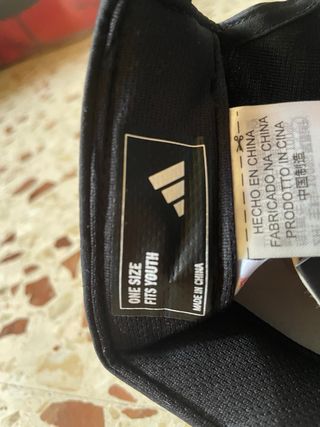 ONE SIZE
FITS YOUTH
MADE IN CHINA
HECHO EN CHINA
FABRICADO NA CHINA
PRODOTTO IN CINA
中国制造